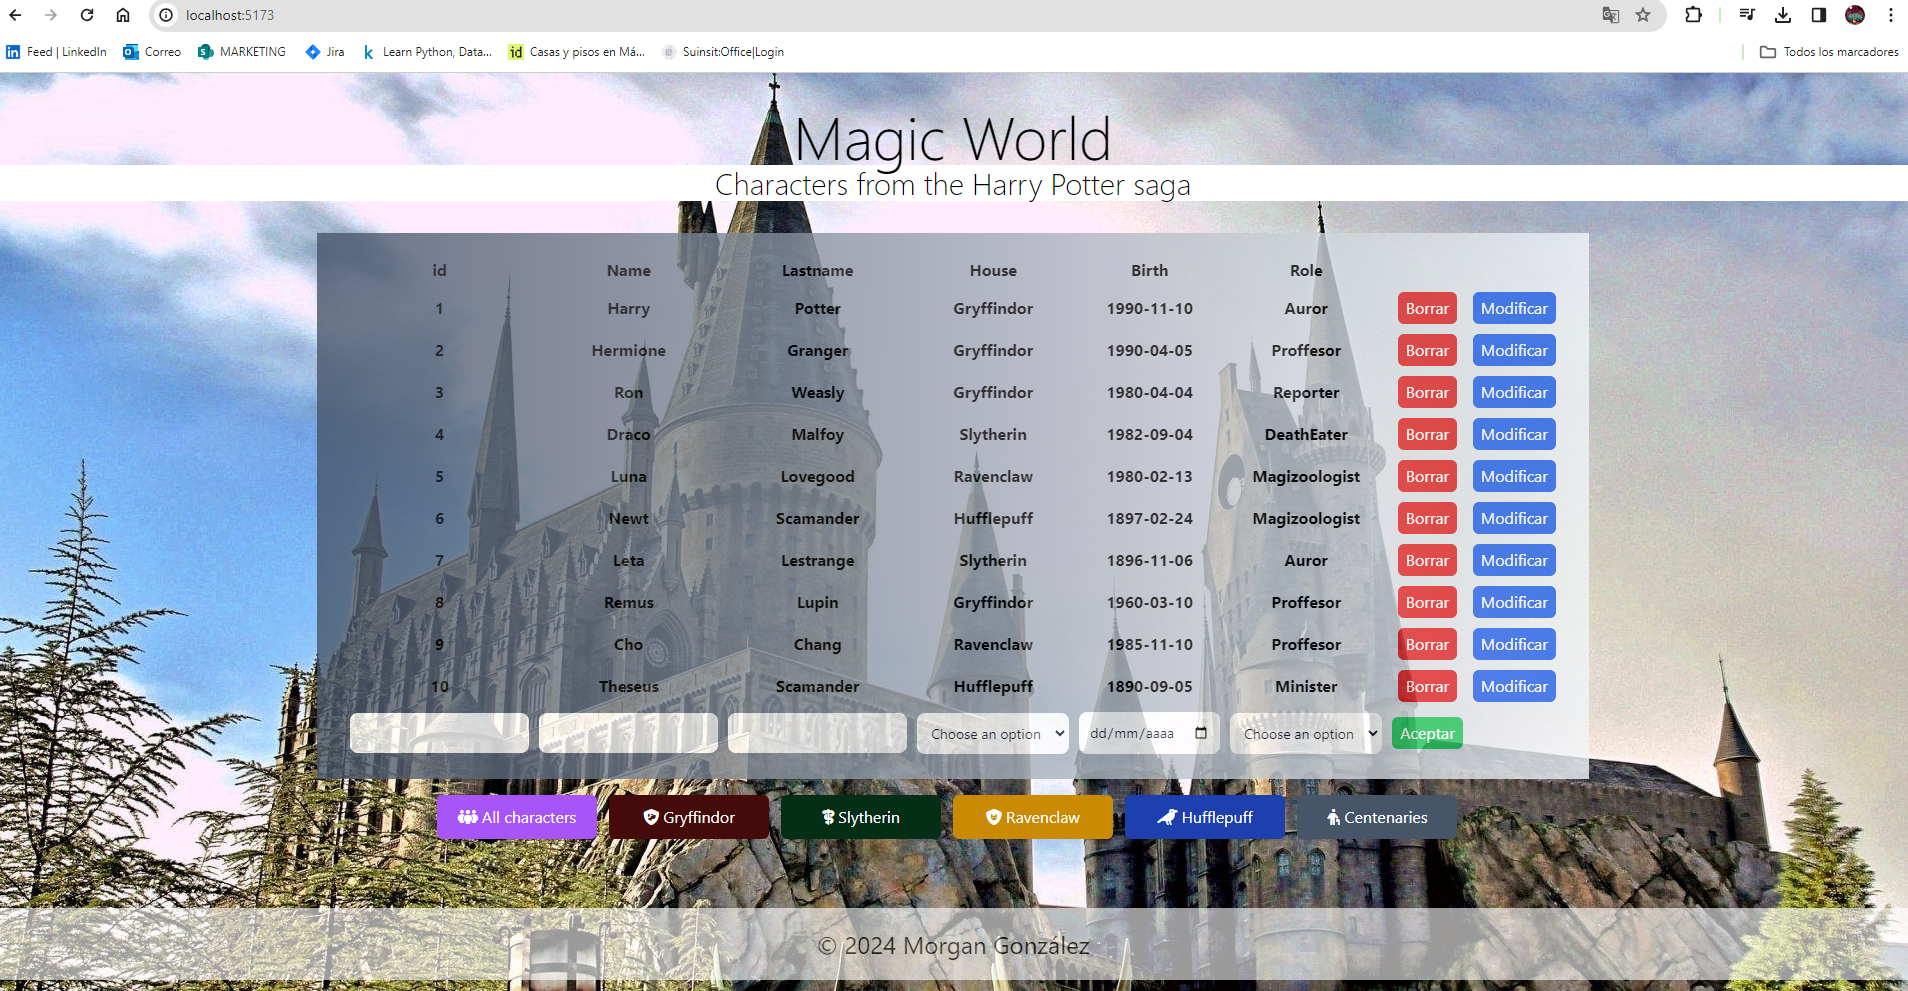 localhost:5173
Feed | LinkedIn Correo MARKETING Jira Learn Python, Data... Casas y pisos en Má... Suinsit:Office|Login Todos los marcadores
Magic World
Characters from the Harry Potter saga
id Name Lastname House Birth Role
1 Harry Potter Gryffindor 1990-11-10 Auror Borrar Modificar
2 Hermione Granger Gryffindor 1990-04-05 Proffesor Borrar Modificar
3 Ron Weasly Gryffindor 1980-04-04 Reporter Borrar Modificar
4 Draco Malfoy Slytherin 1982-09-04 DeathEater Borrar Modificar
5 Luna Lovegood Ravenclaw 1980-02-13 Magizoologist Borrar Modificar
6 Newt Scamander Hufflepuff 1897-02-24 Magizoologist Borrar Modificar
7 Leta Lestrange Slytherin 1896-11-06 Auror Borrar Modificar
8 Remus Lupin Gryffindor 1960-03-10 Proffesor Borrar Modificar
9 Cho Chang Ravenclaw 1985-11-10 Proffesor Borrar Modificar
10 Theseus Scamander Hufflepuff 1890-09-05 Minister Borrar Modificar
Choose an option dd/mm/aaaa Choose an option Aceptar
All characters Gryffindor Slytherin Ravenclaw Hufflepuff Centenaries
© 2024 Morgan González